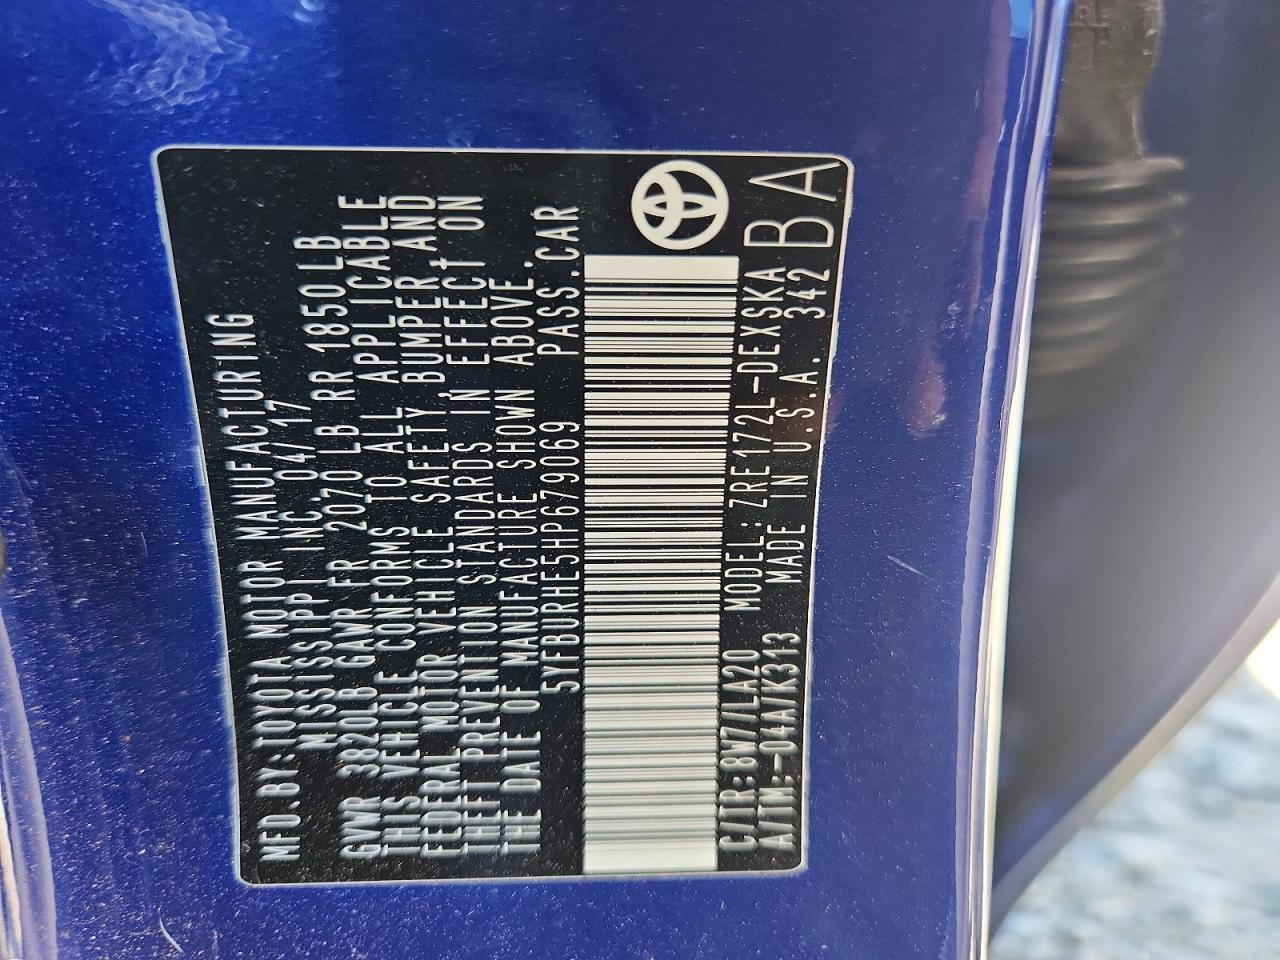 MFD.BY:TOYOTA MOTOR MANUFACTURING
MISSISSIPPI INC.04/17
GVWR 3820LB GAWR FR 2070 LB RR 1850LB
THIS VEHICLE CONFORMS TO ALL APPLICABLE
FEDERAL MOTOR VEHICLE SAFETY,BUMPER AND
THEFT PREVENTION STANDARDS IN EFFECT ON
THE DATE OF MANUFACTURE SHOWN ABOVE.
5YFBURHE5HP679069 PASS.CAR
C/TR:8W7/LA20 MODEL:ZRE172L-DEXSKA
A/TM:-04A/K313 MADE IN U.S.A. 342
BA